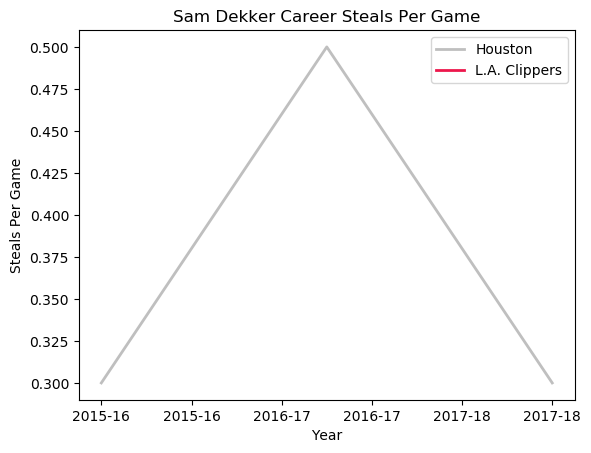 Sam Dekker Career Steals Per Game
Houston
L.A. Clippers
Steals Per Game
0.500
0.475
0.450
0.425
0.400
0.375
0.350
0.325
0.300
2015-16 2015-16 2016-17 2016-17 2017-18 2017-18
Year